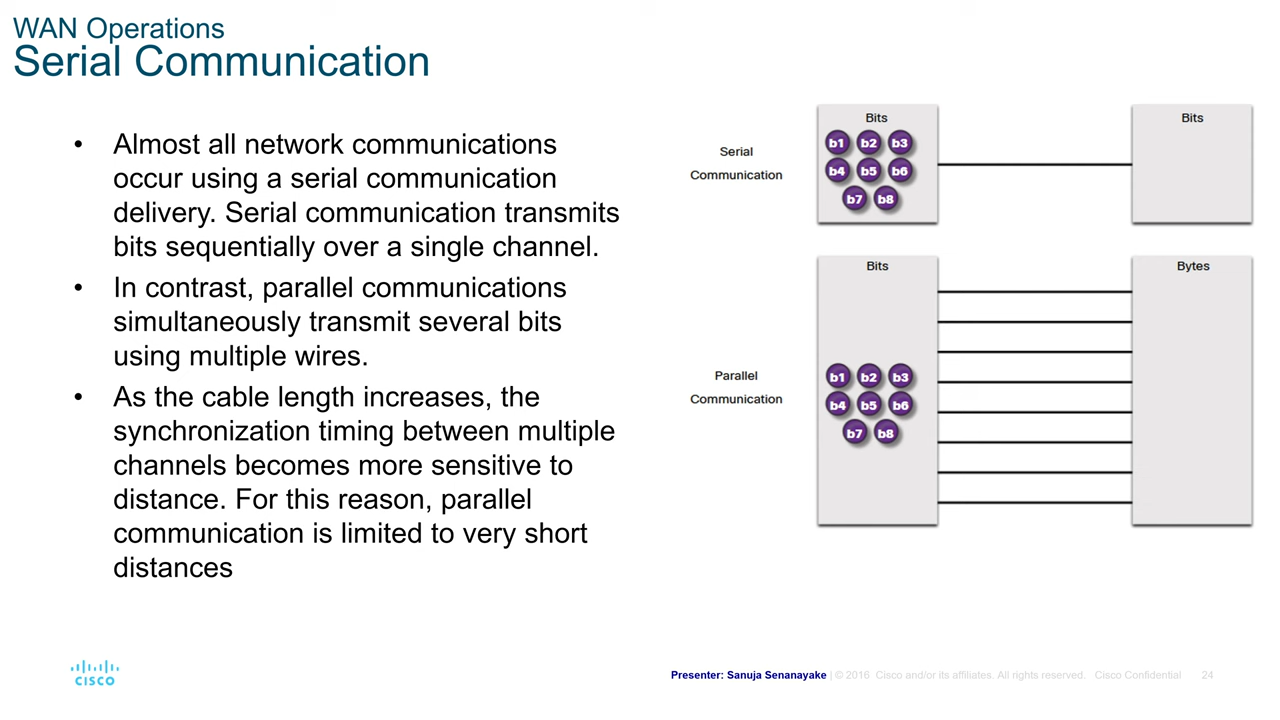 WAN Operations
Serial Communication
• Almost all network communications
occur using a serial communication
delivery. Serial communication transmits
bits sequentially over a single channel.
• In contrast, parallel communications
simultaneously transmit several bits
using multiple wires.
• As the cable length increases, the
synchronization timing between multiple
channels becomes more sensitive to
distance. For this reason, parallel
communication is limited to very short
distances
Serial
Communication
Bits
b1 b2 b3
b4 b5 b6
b7 b8
Bits
Parallel
Communication
Bits
b1 b2 b3
b4 b5 b6
b7 b8
Bytes
CISCO
Presenter: Sanuja Senanayake | © 2016 Cisco and/or its affiliates. All rights reserved. Cisco Confidential 24